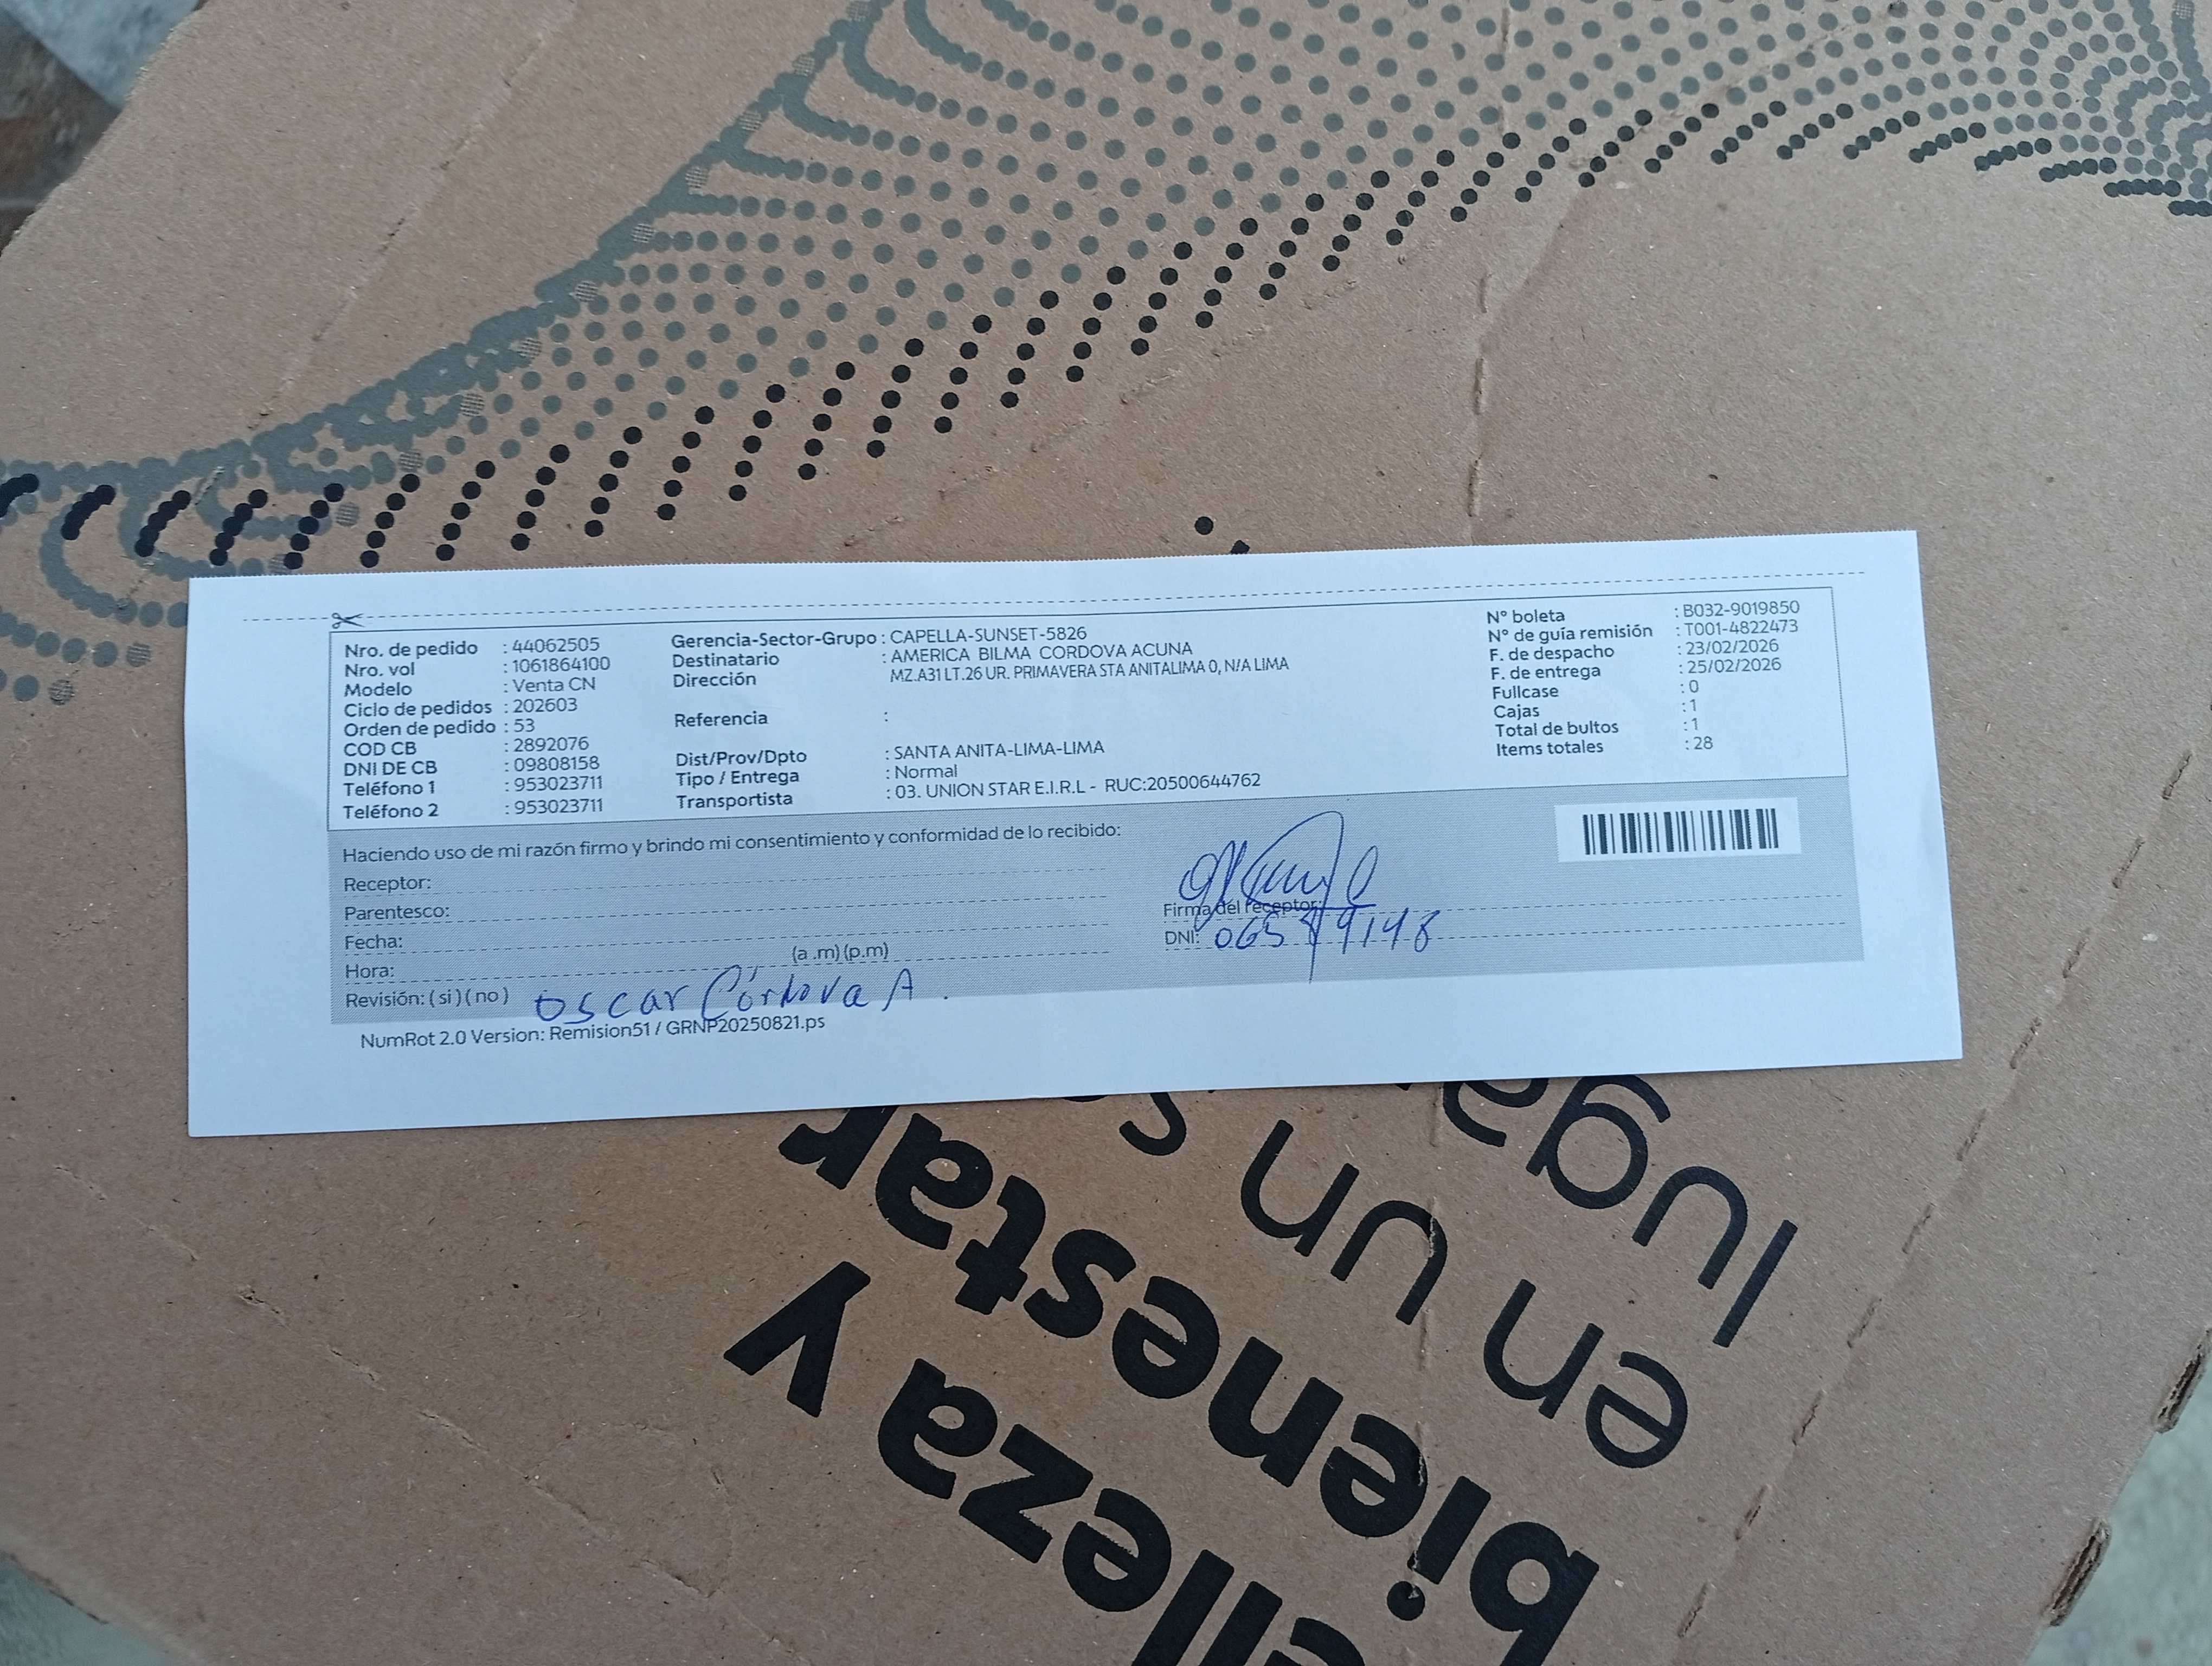 Nro. de pedido : 44062505
Nro. vol : 1061864100
Modelo : Venta CN
Ciclo de pedidos : 202603
Orden de pedido : 53
COD CB : 2892076
DNI DE CB : 09808158
Teléfono 1 : 953023711
Teléfono 2 : 953023711
Gerencia-Sector-Grupo : CAPELLA-SUNSET-5826
Destinatario : AMERICA BILMA CORDOVA ACUNA
Dirección MZ.A31 LT.26 UR. PRIMAVERA STA ANITALIMA 0, N/A LIMA
Referencia :
Dist/Prov/Dpto : SANTA ANITA-LIMA-LIMA
Tipo / Entrega : Normal
Transportista : 03. UNION STAR E.I.R.L - RUC:20500644762
N° boleta : B032-9019850
N° de guía remisión : T001-4822473
F. de despacho : 23/02/2026
F. de entrega : 25/02/2026
Fullcase : 0
Cajas : 1
Total de bultos : 1
Items totales : 28
Haciendo uso de mi razón firmo y brindo mi consentimiento y conformidad de lo recibido:
Receptor:
Parentesco:
Fecha:
Hora: (a .m) (p.m)
Revisión: ( si ) ( no ) Oscar Córdova A.
Firma del receptor:
DNI:
NumRot 2.0 Version: Remision51 / GRNP20250821.ps
elleza y
bienestar
en un